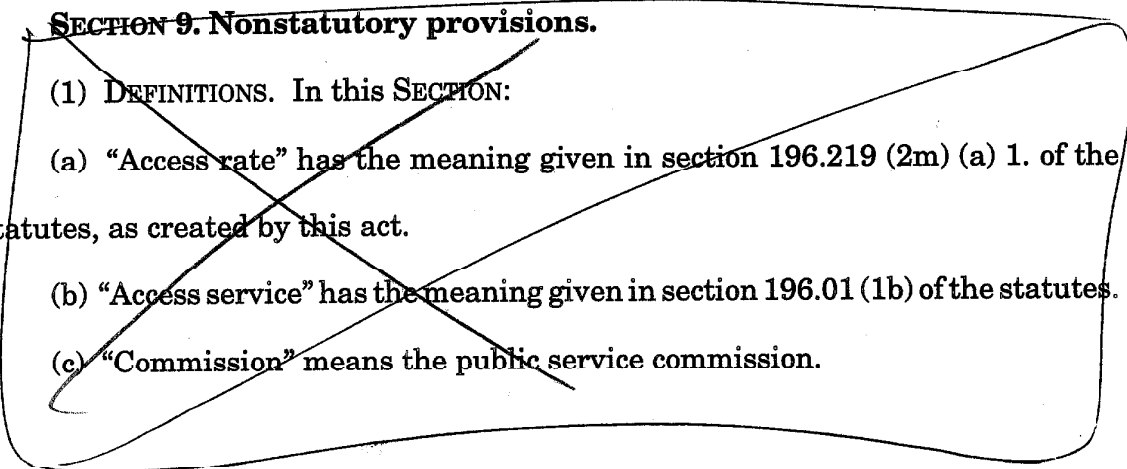 SECTION 9. Nonstatutory provisions.
(1) DEFINITIONS. In this SECTION:
(a) “Access rate” has the meaning given in section 196.219 (2m) (a) 1. of the
tatutes, as created by this act.
(b) “Access service” has the meaning given in section 196.01 (1b) of the statutes.
(c) “Commission” means the public service commission.